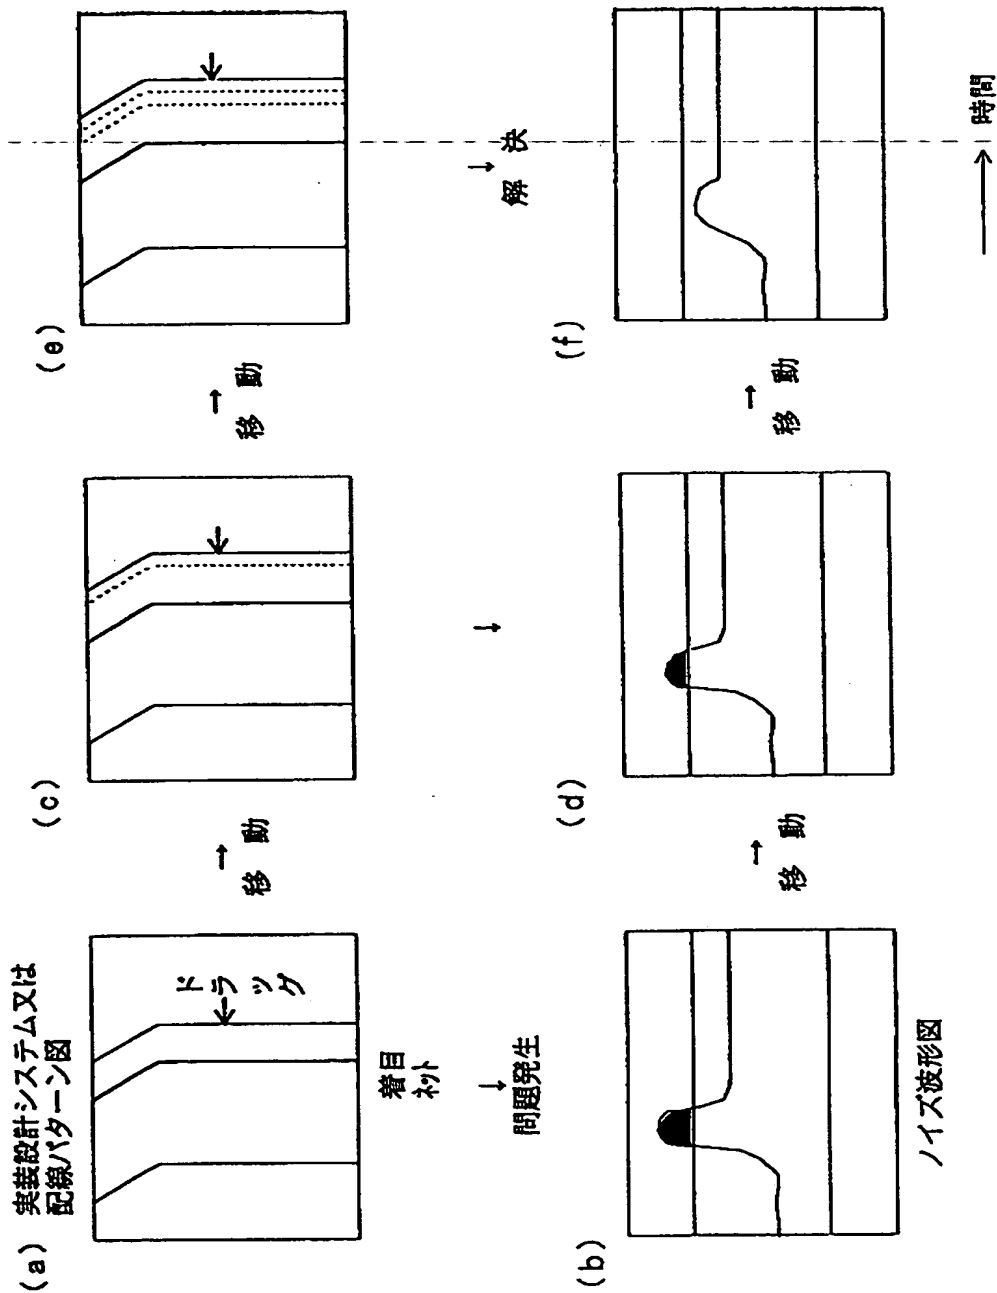 (a) 実装設計システム又は
配線パターン図
ドラッグ
着目
ネット
↓
問題発生
(b)
ノイズ波形図
→
移動
(c)
↓
→
移動
(d)
→
移動
(e)
↓
解決
→
移動
(f)
→ 時間